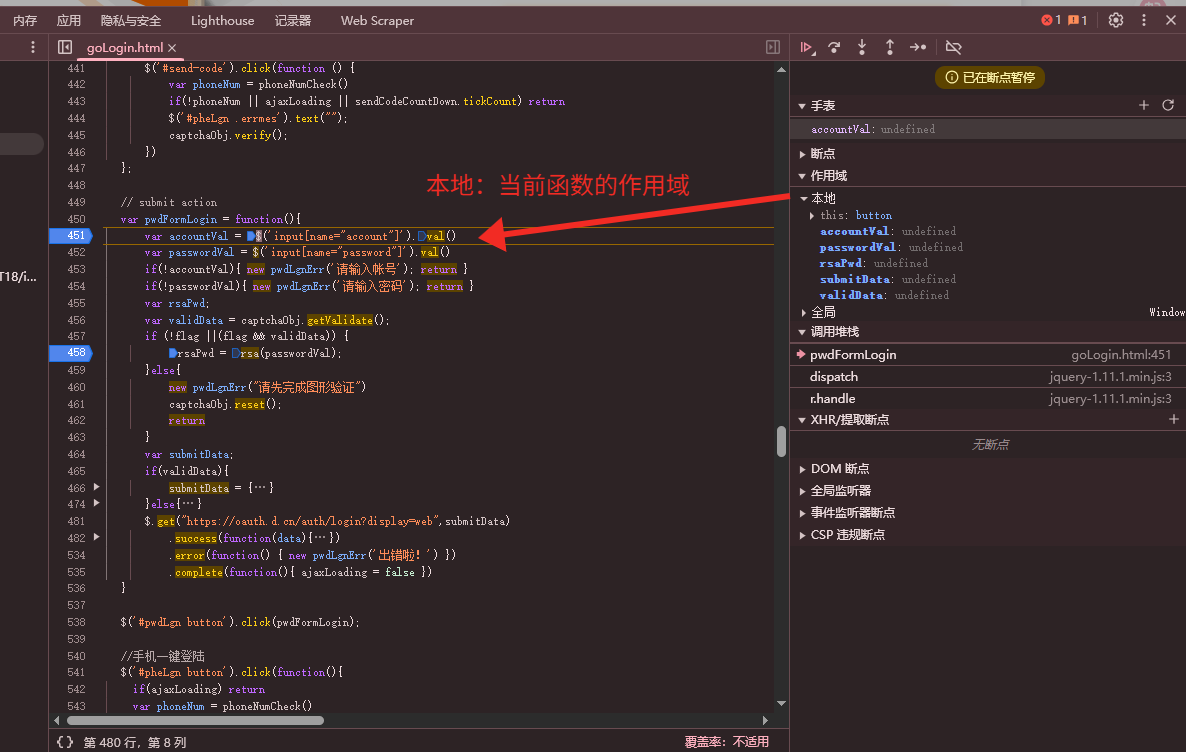 内存 应用 隐私与安全 Lighthouse 记录器 Web Scraper 1 1
goLogin.html
441 $('#send-code').click(function () {
442 var phoneNum = phoneNumCheck()
443 if(!phoneNum || ajaxLoading || sendCodeCountDown.tickCount) return
444 $('#pheLgn .errmes').text("");
445 captchaObj.verify();
446 })
447 };
448
449 // submit action
450 var pwdFormLogin = function(){
451 var accountVal = $('input[name="account"]').val()
452 var passwordVal = $('input[name="password"]').val()
453 if(!accountVal){ new pwdLgnErr('请输入帐号'); return }
454 if(!passwordVal){ new pwdLgnErr('请输入密码'); return }
455 var rsaPwd;
456 var validData = captchaObj.getValidate();
457 if (!flag ||(flag && validData)) {
458 rsaPwd = rsa(passwordVal);
459 }else{
460 new pwdLgnErr("请先完成图形验证")
461 captchaObj.reset();
462 return
463 }
464 var submitData;
465 if(validData){
466 submitData = {…}
474 }else{…}
481 $.get("https://oauth.d.cn/auth/login?display=web",submitData)
482 .success(function(data){…})
534 .error(function() { new pwdLgnErr('出错啦！') })
535 .complete(function(){ ajaxLoading = false })
536 }
537
538 $('#pwdLgn button').click(pwdFormLogin);
539
540 //手机一键登陆
541 $('#pheLgn button').click(function(){
542 if(ajaxLoading) return
543 var phoneNum = phoneNumCheck()
本地：当前函数的作用域
T18/i...
{} 第 480 行，第 8 列 覆盖率：不适用
已在断点暂停
手表
accountVal: undefined
断点
作用域
本地
this: button
accountVal: undefined
passwordVal: undefined
rsaPwd: undefined
submitData: undefined
validData: undefined
全局 Window
调用堆栈
pwdFormLogin goLogin.html:451
dispatch jquery-1.11.1.min.js:3
r.handle jquery-1.11.1.min.js:3
XHR/提取断点
无断点
DOM 断点
全局监听器
事件监听器断点
CSP 违规断点